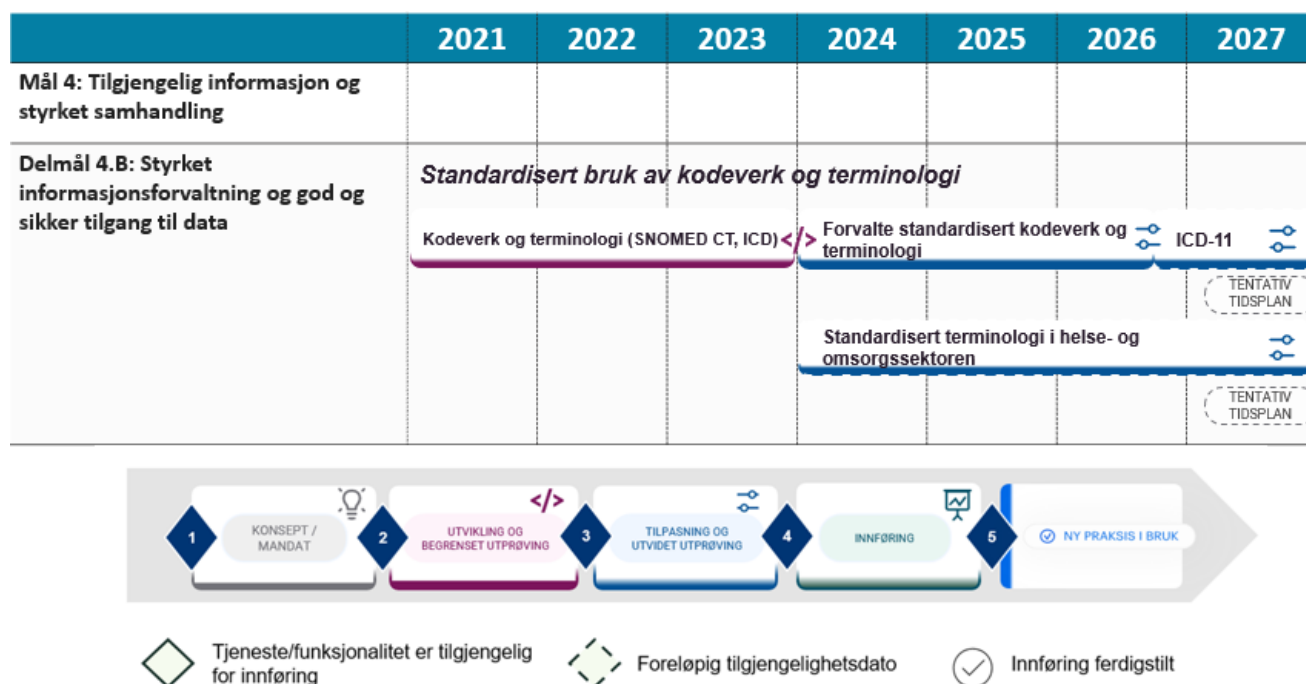 2021 2022 2023 2024 2025 2026 2027
Mål 4: Tilgjengelig informasjon og
styrket samhandling
Delmål 4.B: Styrket
informasjonsforvaltning og god og
sikker tilgang til data
Standardisert bruk av kodeverk og terminologi
Kodeverk og terminologi (SNOMED CT, ICD) </>
Forvalte standardisert kodeverk og
terminologi
ICD-11
TENTATIV
TIDSPLAN
Standardisert terminologi i helse- og
omsorgssektoren
TENTATIV
TIDSPLAN
1
KONSEPT /
MANDAT
2
</>
UTVIKLING OG
BEGRENSET UTPRØVING
3
TILPASNING OG
UTVIDET UTPRØVING
4
INNFØRING
5
NY PRAKSIS I BRUK
Tjeneste/funksjonalitet er tilgjengelig
for innføring
Foreløpig tilgjengelighetsdato
Innføring ferdigstilt